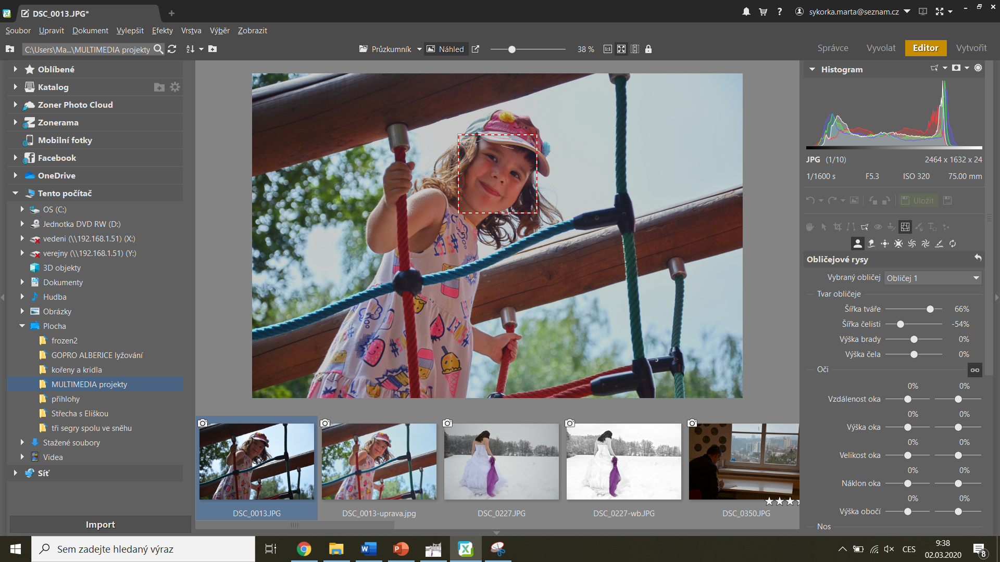 DSC_0013.JPG*
sykorka.marta@seznam.cz
Soubor Upravit Dokument Vylepšit Efekty Vrstva Výběr Zobrazit
C:\Users\Ma...\MULTIMEDIA projekty
Průzkumník Náhled 38 %
Správce Vyvolat Editor Vytvořit
Oblíbené
Katalog
Zoner Photo Cloud
Zonerama
Mobilní fotky
Facebook
OneDrive
Tento počítač
OS (C:)
Jednotka DVD RW (D:)
vedeni (\\192.168.1.51) (X:)
verejny (\\192.168.1.51) (Y:)
3D objekty
Dokumenty
Hudba
Obrázky
Plocha
frozen2
GOPRO ALBERICE lyžování
kořeny a kridla
MULTIMEDIA projekty
přihlohy
Střecha s Eliškou
tři segry spolu ve sněhu
Stažené soubory
Videa
Síť
Import
DSC_0013.JPG
DSC_0013-uprava.jpg
DSC_0227.JPG
DSC_0227-wb.JPG
DSC_0350.JPG
Histogram
JPG (1/10) 2464 x 1632 x 24
1/1600 s F5.3 ISO 320 75.00 mm
Uložit
Obličejové rysy
Vybraný obličej Obličej 1
Tvar obličeje
Šířka tváře 66%
Šířka čelisti -54%
Výška brady 0%
Výška čela 0%
Oči
0% 0%
Vzdálenost oka
0% 0%
Výška oka
0% 0%
Velikost oka
0% 0%
Náklon oka
0% 0%
Výška obočí
Nos
Sem zadejte hledaný výraz
CES
9:38
02.03.2020
8